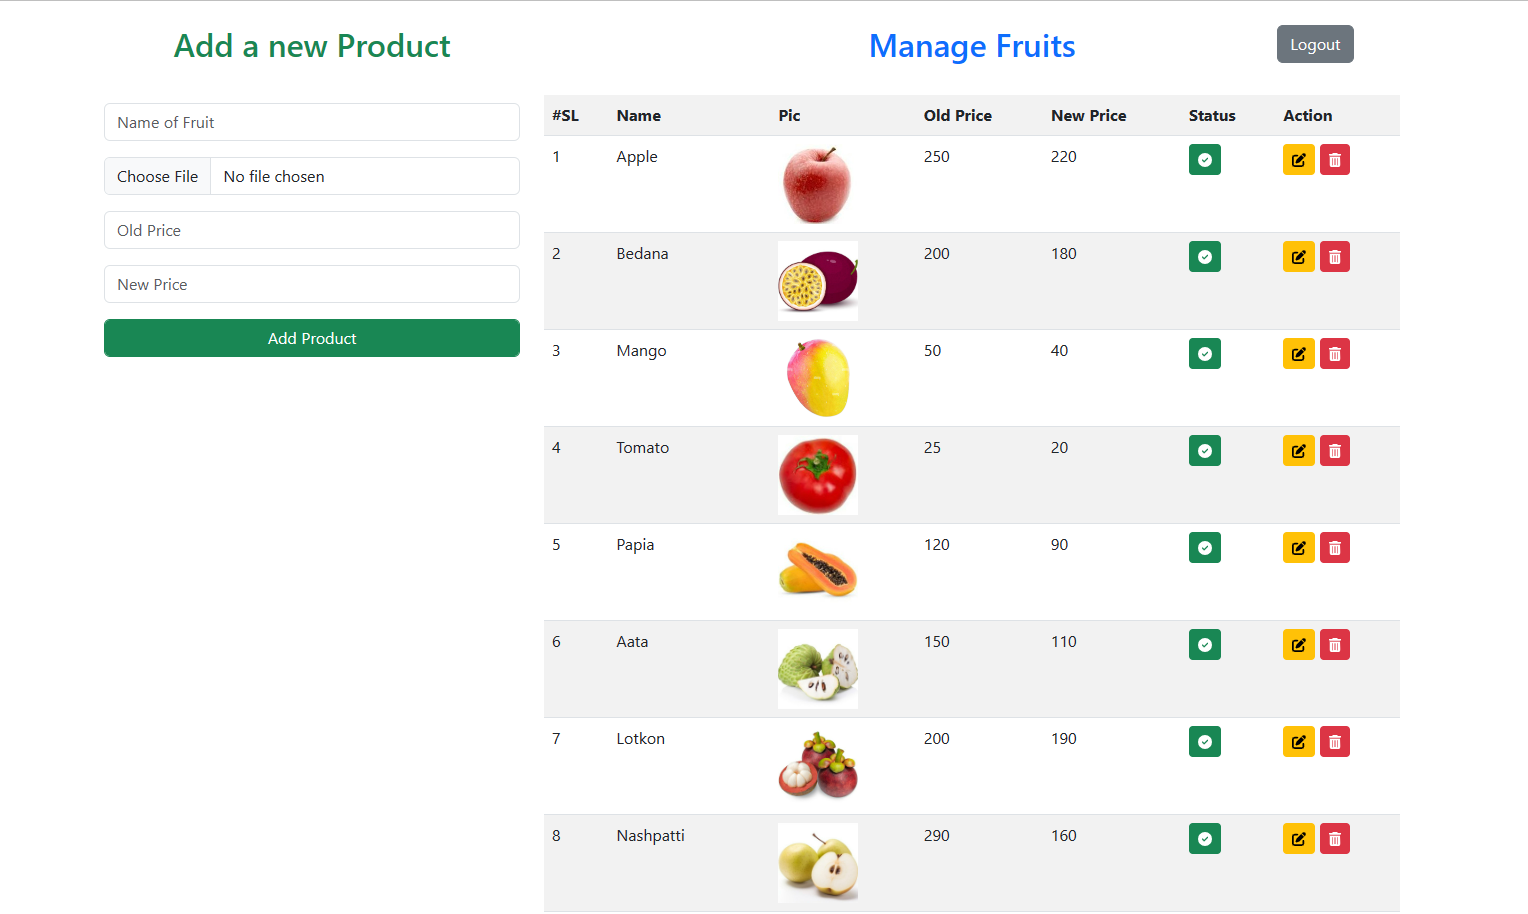 Add a new Product
Name of Fruit
Choose File No file chosen
Old Price
New Price
Add Product
Manage Fruits
Logout
#SL Name Pic Old Price New Price Status Action
1 Apple 250 220
2 Bedana 200 180
3 Mango 50 40
4 Tomato 25 20
5 Papia 120 90
6 Aata 150 110
7 Lotkon 200 190
8 Nashpatti 290 160